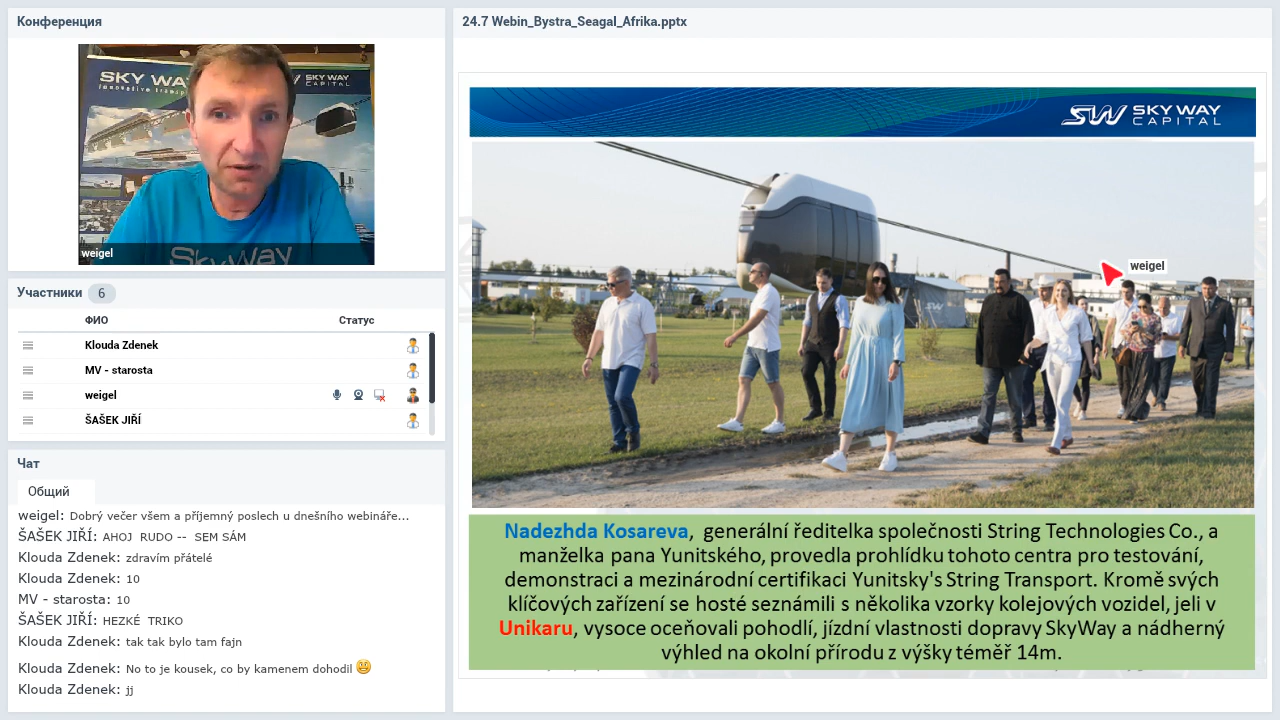 Конференция
SKY WA
innovative transp
SKY WAY
CAPITAL
SkyWay
weigel
Участники 6
ФИО Статус
Klouda Zdenek
MV - starosta
weigel
ŠAŠEK JIŘÍ
Чат
Общий
weigel: Dobrý večer všem a příjemný poslech u dnešního webináře...
ŠAŠEK JIŘÍ: AHOJ RUDO -- SEM SÁM
Klouda Zdenek: zdravím přátelé
Klouda Zdenek: 10
MV - starosta: 10
ŠAŠEK JIŘÍ: HEZKÉ TRIKO
Klouda Zdenek: tak tak bylo tam fajn
Klouda Zdenek: No to je kousek, co by kamenem dohodil
Klouda Zdenek: jj
24.7 Webin_Bystra_Seagal_Afrika.pptx
SW SKY WAY
CAPITAL
weigel
SW
Nadezhda Kosareva, generální ředitelka společnosti String Technologies Co., a
manželka pana Yunitského, provedla prohlídku tohoto centra pro testování,
demonstraci a mezinárodní certifikaci Yunitsky's String Transport. Kromě svých
klíčových zařízení se hosté seznámili s několika vzorky kolejových vozidel, jeli v
Unikaru, vysoce oceňovali pohodlí, jízdní vlastnosti dopravy SkyWay a nádherný
výhled na okolní přírodu z výšky téměř 14m.